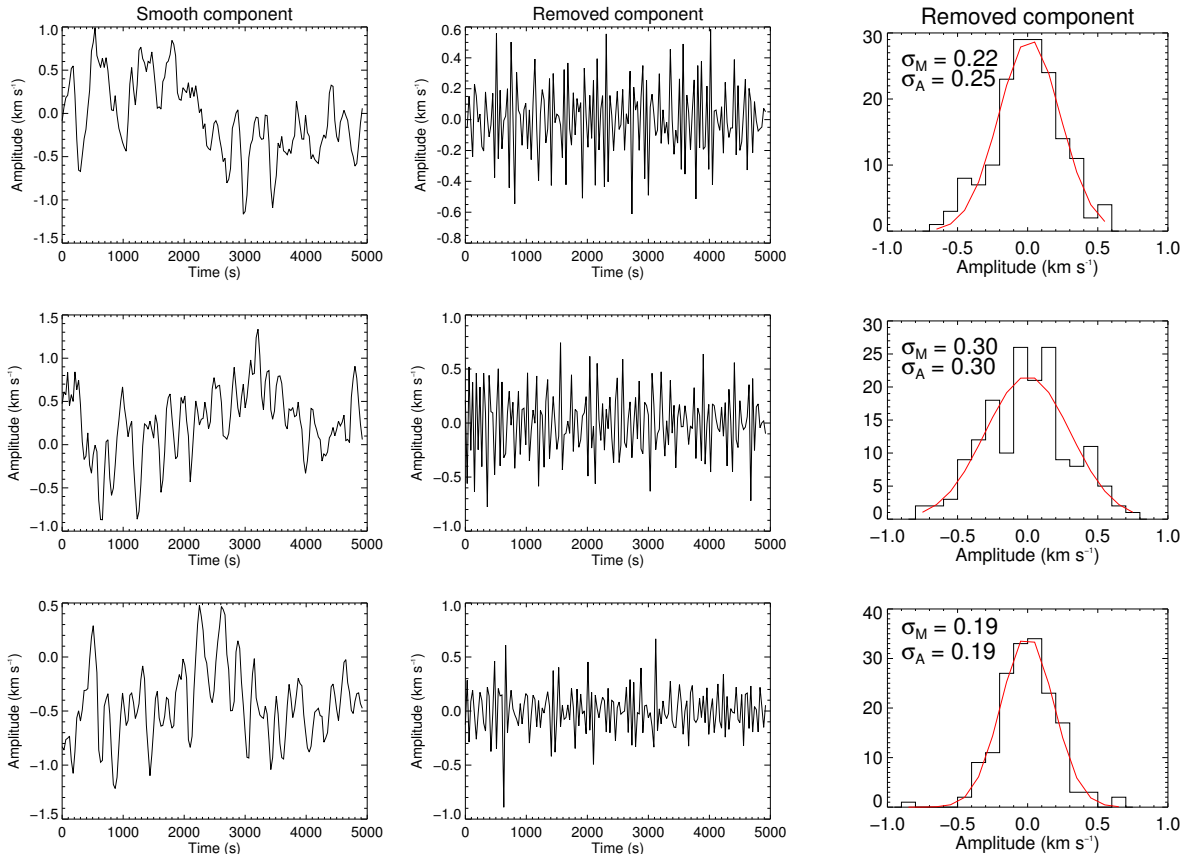 Smooth component
1.0
0.5
0.0
-0.5
-1.0
-1.5
Amplitude (km s⁻¹)
0 1000 2000 3000 4000 5000
Time (s)
Removed component
0.6
0.4
0.2
0.0
-0.2
-0.4
-0.6
-0.8
Amplitude (km s⁻¹)
0 1000 2000 3000 4000 5000
Time (s)
Removed component
30
20
10
0
σM = 0.22
σA = 0.25
-1.0 -0.5 0.0 0.5 1.0
Amplitude (km s⁻¹)
1.5
1.0
0.5
0.0
−0.5
−1.0
Amplitude (km s⁻¹)
0 1000 2000 3000 4000 5000
Time (s)
1.0
0.5
0.0
−0.5
−1.0
Amplitude (km s⁻¹)
0 1000 2000 3000 4000 5000
Time (s)
30
25
20
15
10
5
0
σM = 0.30
σA = 0.30
−1.0 −0.5 0.0 0.5 1.0
Amplitude (km s⁻¹)
0.5
0.0
−0.5
−1.0
−1.5
Amplitude (km s⁻¹)
0 1000 2000 3000 4000 5000
Time (s)
1.0
0.5
0.0
−0.5
−1.0
Amplitude (km s⁻¹)
0 1000 2000 3000 4000 5000
Time (s)
40
30
20
10
0
σM = 0.19
σA = 0.19
−1.0 −0.5 0.0 0.5 1.0
Amplitude (km s⁻¹)